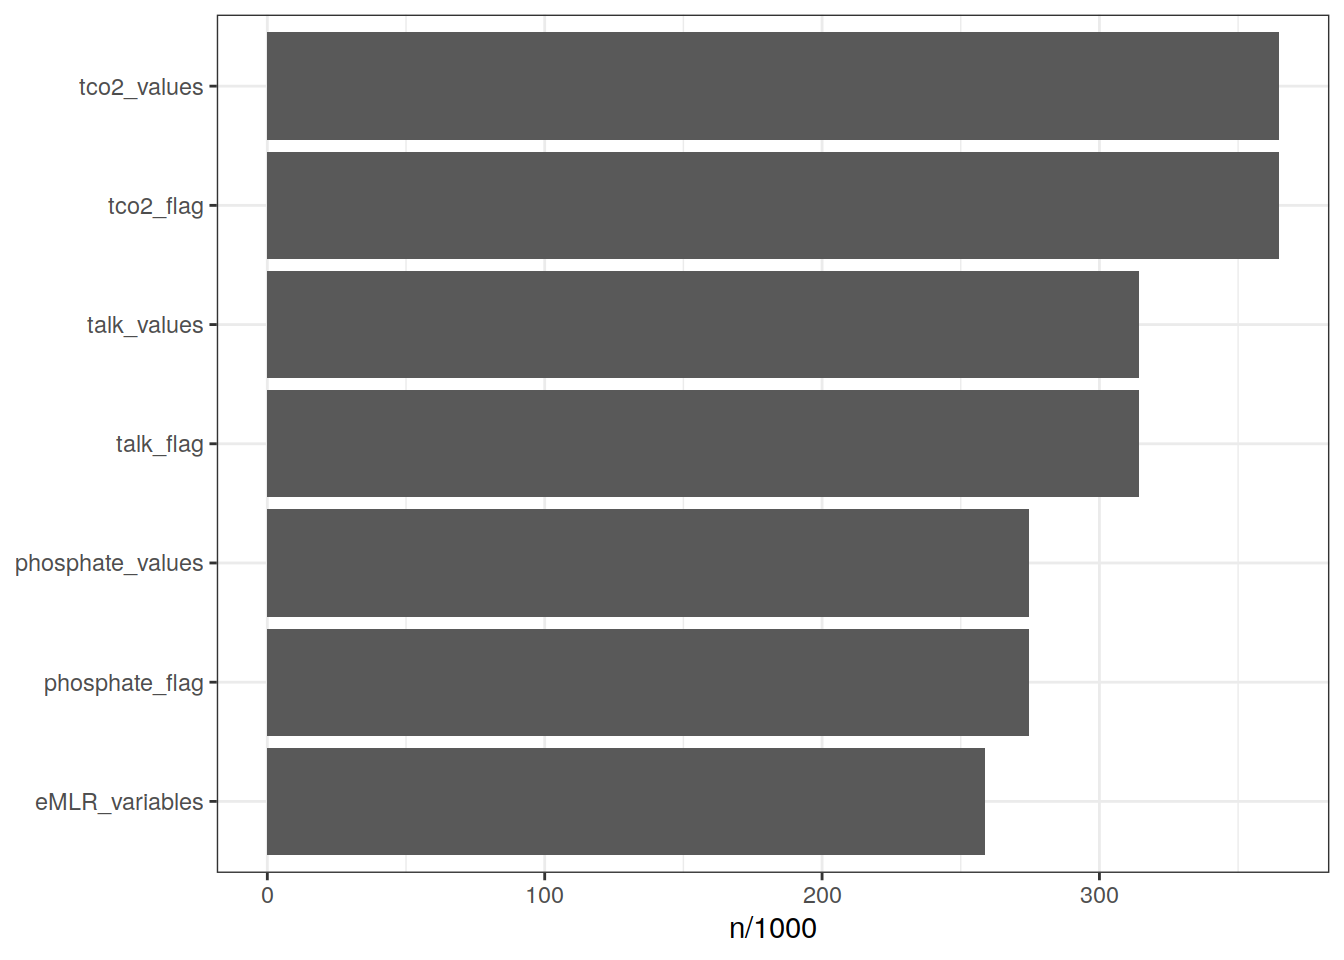 tco2_values
tco2_flag
talk_values
talk_flag
phosphate_values
phosphate_flag
eMLR_variables
0 100 200 300
n/1000